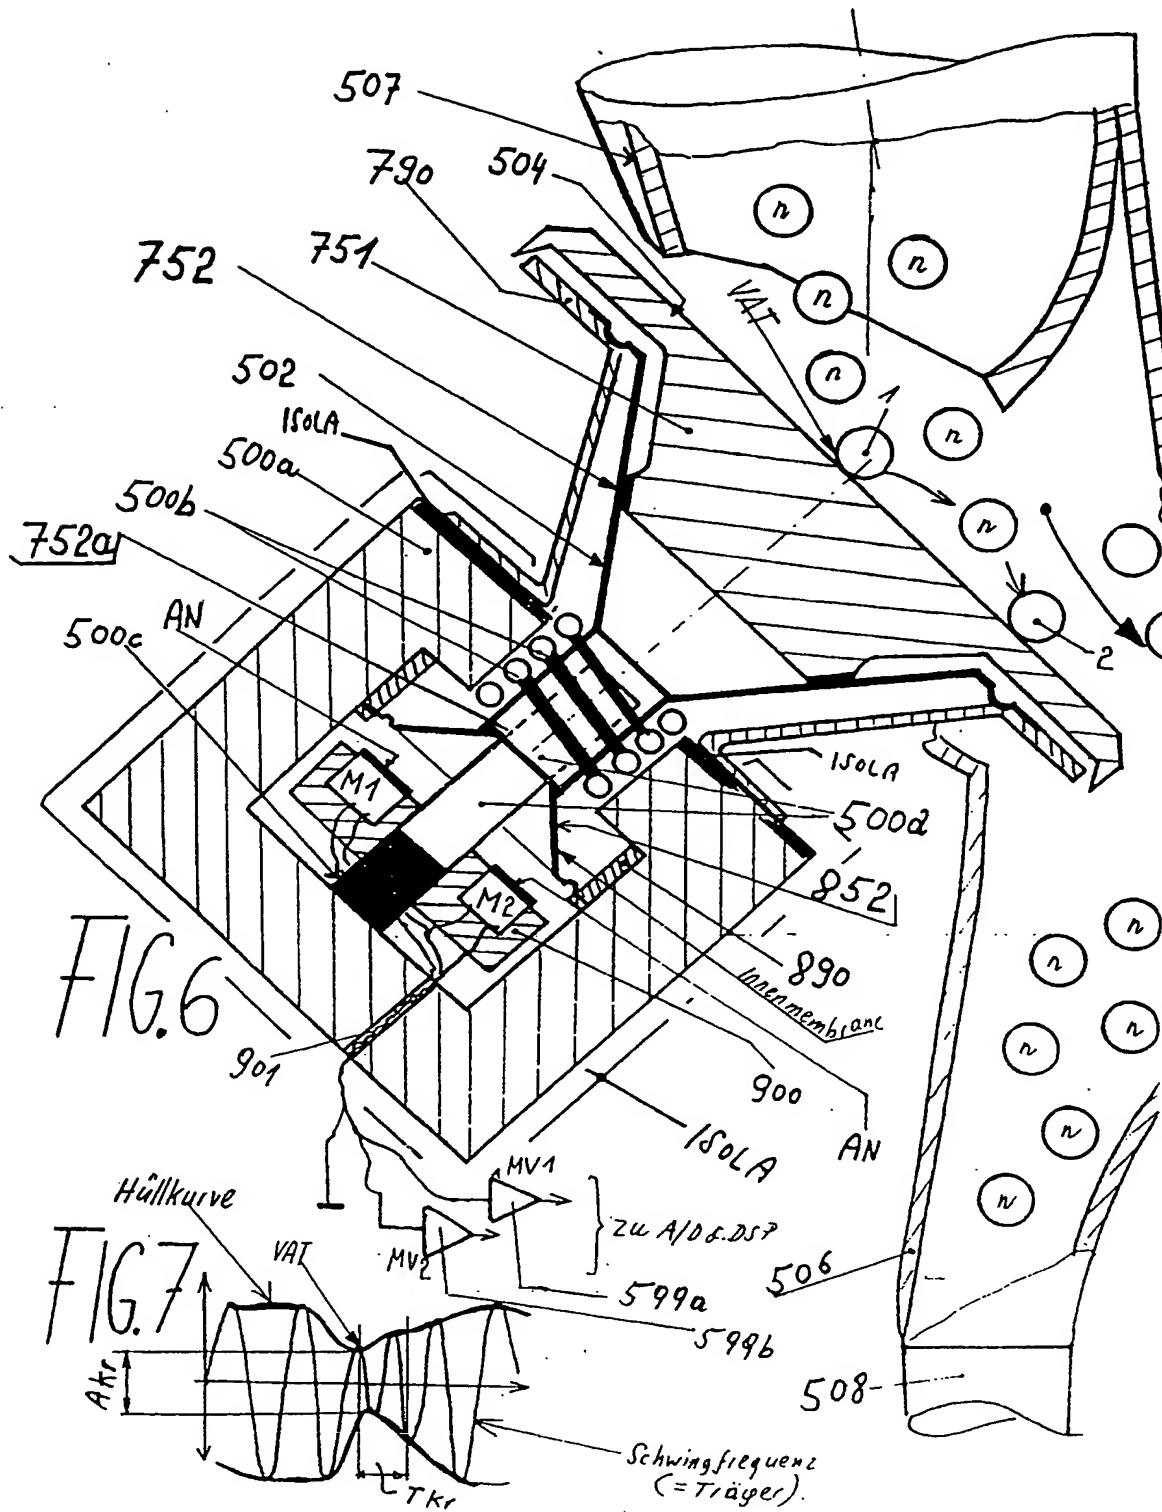 507
790
504
752
751
VAT
n
n
n
n
n
502
1
ISOLA
500a
500b
752a
n
AN
500c
2
M1
ISOLA
500d
M2
852
890
Innenmembrane
n
n
n
n
n
n
FIG.6
901
900
AN
ISOLA
MV1
MV2
zu A/D & DSP
599a
599b
506
508
Hüllkurve
VAT
FIG.7
Akr
Tkr
Schwingfrequenz
(=Träger).